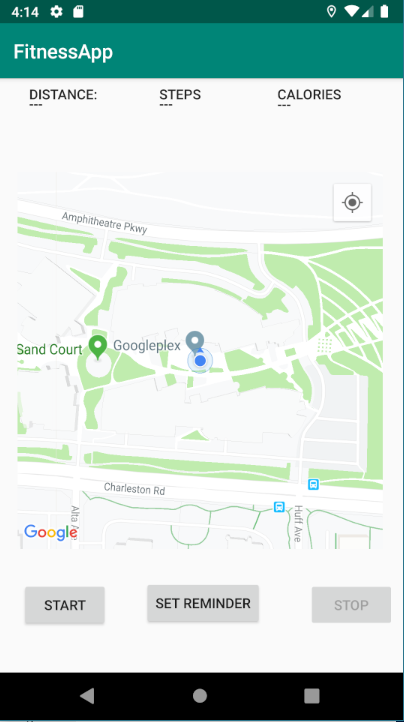 4:14
FitnessApp
DISTANCE: STEPS CALORIES
--- --- ---
Amphitheatre Pkwy
Googleplex
Sand Court
Charleston Rd
Alta Ave
Huff Ave
Google
START SET REMINDER STOP